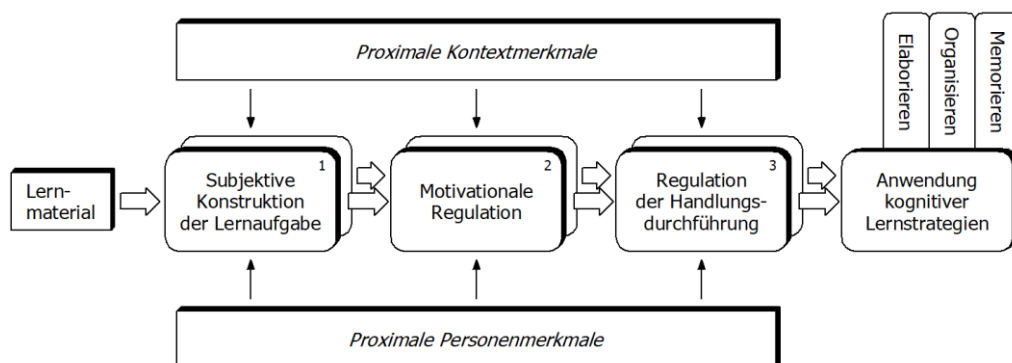 Proximale Kontextmerkmale
Elaborieren
Organisieren
Memorieren
Lern-
material
1
Subjektive
Konstruktion
der Lernaufgabe
2
Motivationale
Regulation
3
Regulation
der Handlungs-
durchführung
Anwendung
kognitiver
Lernstrategien
Proximale Personenmerkmale